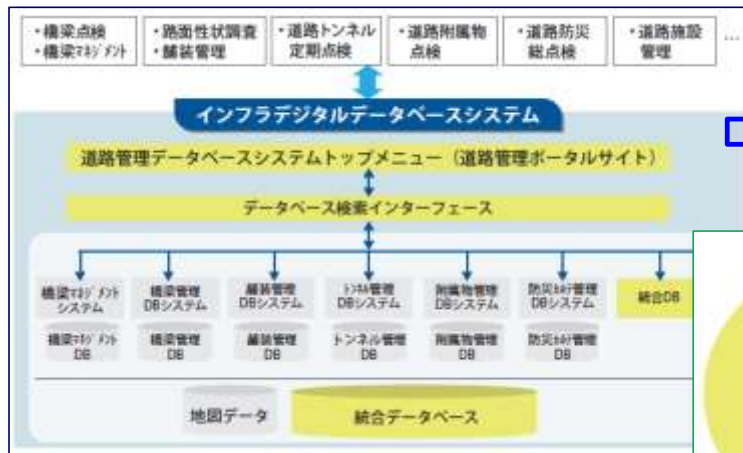 ・橋梁点検
・橋梁ﾏﾈｼﾞﾒﾝﾄ
・路面性状調査
・舗装管理
・道路トンネル
定期点検
・道路附属物
点検
・道路防災
総点検
・道路施設
管理
…
インフラデジタルデータベースシステム
道路管理データベースシステムトップメニュー（道路管理ポータルサイト）
データベース検索インターフェース
橋梁ﾏﾈｼﾞﾒﾝﾄ
システム
橋梁管理
DBシステム
舗装管理
DBシステム
ﾄﾝﾈﾙ管理
DBシステム
附属物管理
DBシステム
防災ｶﾙﾃ管理
DBシステム
統合DB
橋梁ﾏﾈｼﾞﾒﾝﾄ
DB
橋梁管理
DB
舗装管理
DB
トンネル管理
DB
附属物管理
DB
防災ｶﾙﾃ管理
DB
地図データ
統合データベース